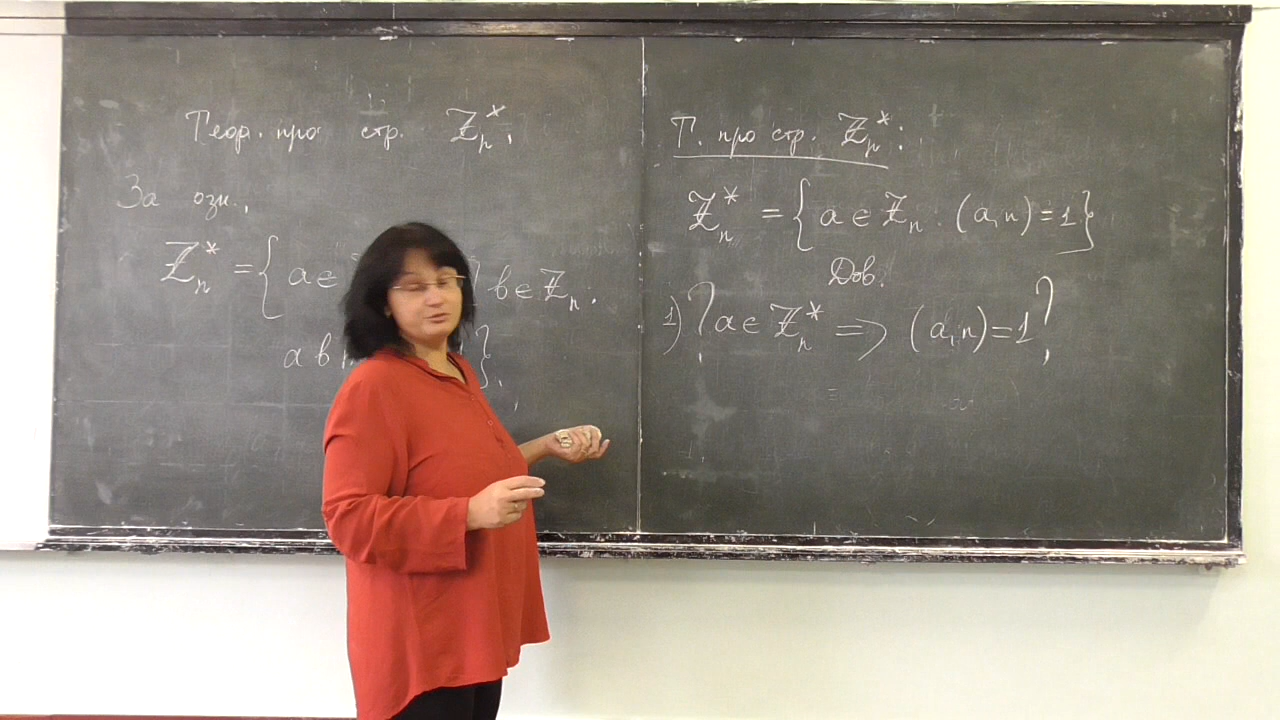 Теор. про стр. ℤₙ*.
За озн.,
ℤₙ* = { a ∈ b ∈ ℤₙ:
a b }.
Т. про стр. ℤₙ*:
ℤₙ* = { a ∈ ℤₙ : (a, n) = 1 }
Дов.:
1) ? a ∈ ℤₙ* => (a, n) = 1 ?